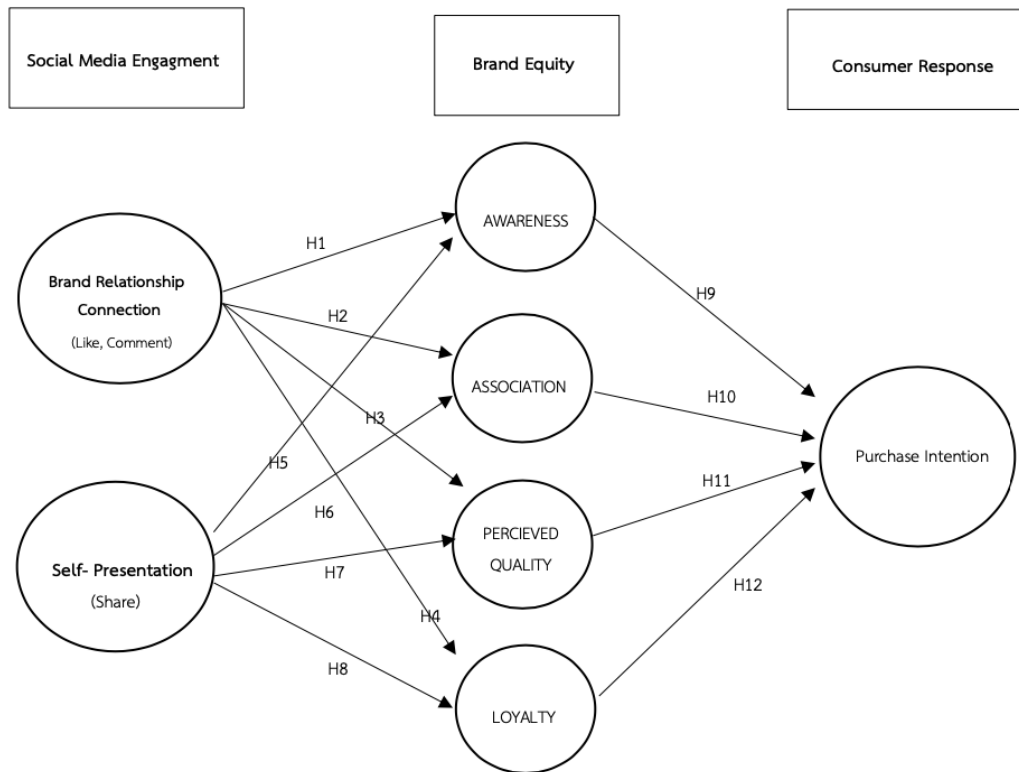 Social Media Engagment
Brand Equity
Consumer Response
AWARENESS
H1
H9
Brand Relationship
Connection
(Like, Comment)
H2
ASSOCIATION
H10
H3
H5
Purchase Intention
H11
H6
PERCIEVED
QUALITY
Self- Presentation
(Share)
H7
H12
H4
H8
LOYALTY